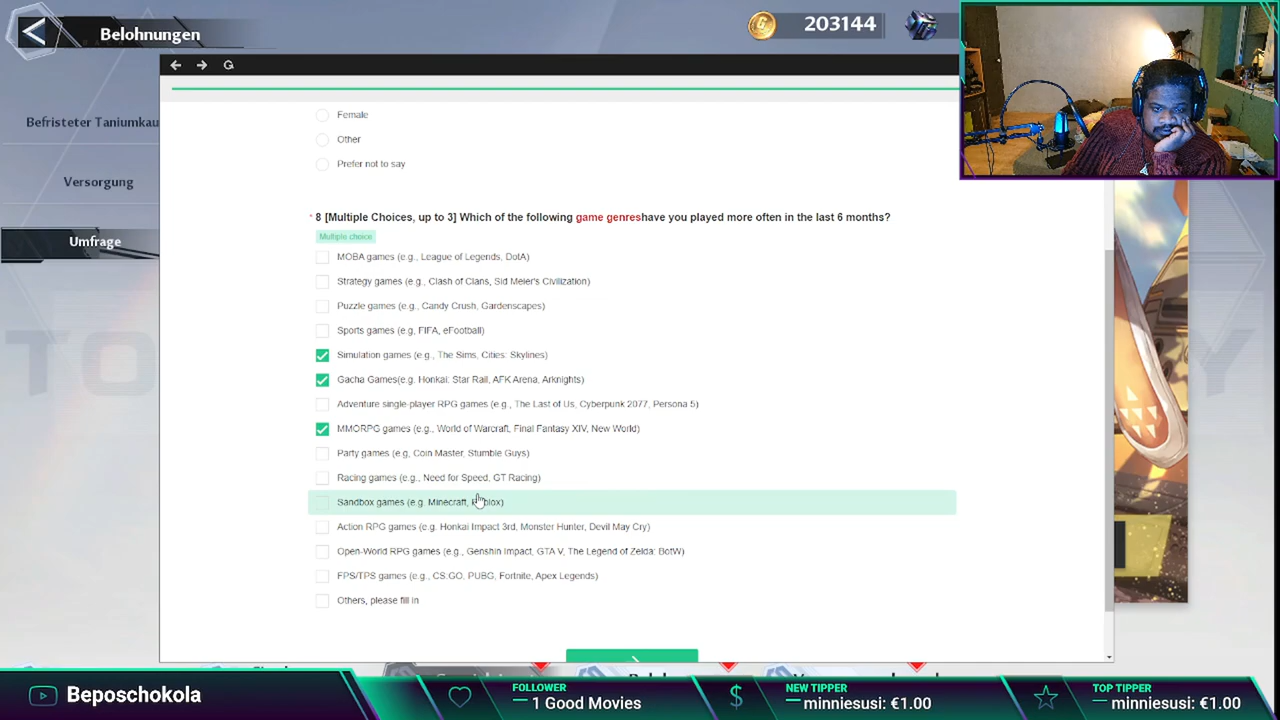 Belohnungen
203144
Befristeter Taniumkau
Versorgung
Umfrage
Female
Other
Prefer not to say
* 8 [Multiple Choices, up to 3] Which of the following game genreshave you played more often in the last 6 months?
Multiple choice
MOBA games (e.g., League of Legends, DotA)
Strategy games (e.g., Clash of Clans, Sid Meier's Civilization)
Puzzle games (e.g., Candy Crush, Gardenscapes)
Sports games (e.g, FIFA, eFootball)
Simulation games (e.g., The Sims, Cities: Skylines)
Gacha Games(e.g. Honkai: Star Rail, AFK Arena, Arknights)
Adventure single-player RPG games (e.g., The Last of Us, Cyberpunk 2077, Persona 5)
MMORPG games (e.g., World of Warcraft, Final Fantasy XIV, New World)
Party games (e.g, Coin Master, Stumble Guys)
Racing games (e.g., Need for Speed, GT Racing)
Sandbox games (e.g. Minecraft, Roblox)
Action RPG games (e.g. Honkai Impact 3rd, Monster Hunter, Devil May Cry)
Open-World RPG games (e.g., Genshin Impact, GTA V, The Legend of Zelda: BotW)
FPS/TPS games (e.g., CS:GO, PUBG, Fortnite, Apex Legends)
Others, please fill in
Beposchokola
FOLLOWER
1 Good Movies
NEW TIPPER
minniesusi: €1.00
TOP TIPPER
minniesusi: €1.00